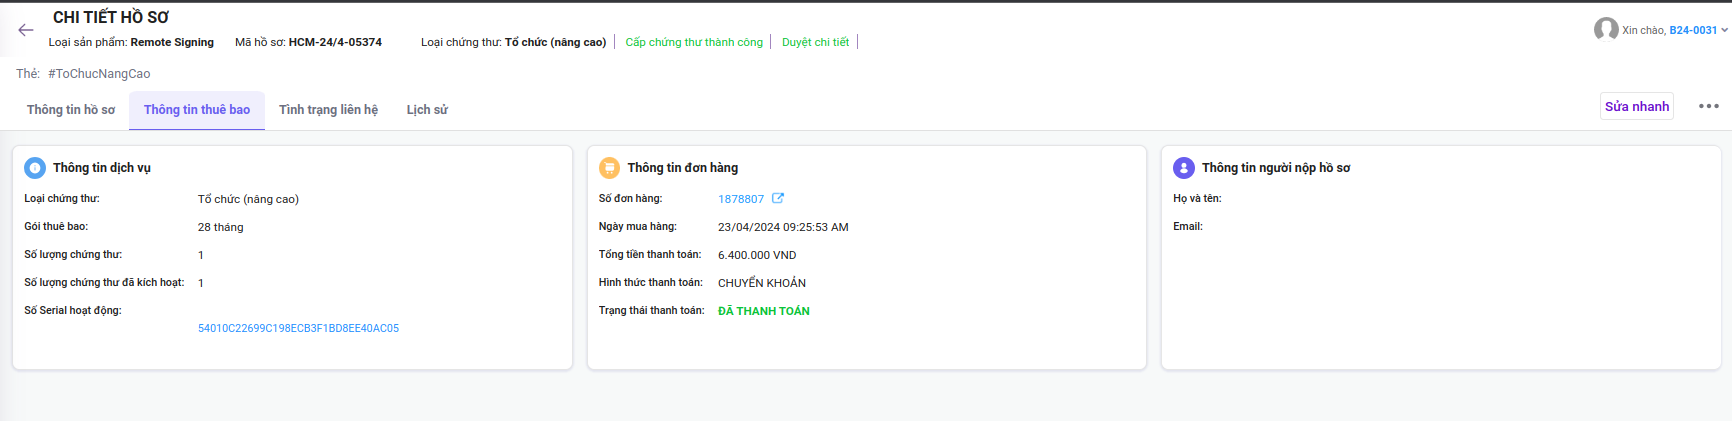 CHI TIẾT HỒ SƠ
Loại sản phẩm: Remote Signing Mã hồ sơ: HCM-24/4-05374 Loại chứng thư: Tổ chức (nâng cao) Cấp chứng thư thành công Duyệt chi tiết
Xin chào, B24-0031
Thẻ: #ToChucNangCao
Thông tin hồ sơ Thông tin thuê bao Tình trạng liên hệ Lịch sử
Sửa nhanh
Thông tin dịch vụ
Loại chứng thư: Tổ chức (nâng cao)
Gói thuê bao: 28 tháng
Số lượng chứng thư: 1
Số lượng chứng thư đã kích hoạt: 1
Số Serial hoạt động:
54010C22699C198ECB3F1BD8EE40AC05
Thông tin đơn hàng
Số đơn hàng: 1878807
Ngày mua hàng: 23/04/2024 09:25:53 AM
Tổng tiền thanh toán: 6.400.000 VND
Hình thức thanh toán: CHUYỂN KHOẢN
Trạng thái thanh toán: ĐÃ THANH TOÁN
Thông tin người nộp hồ sơ
Họ và tên:
Email: